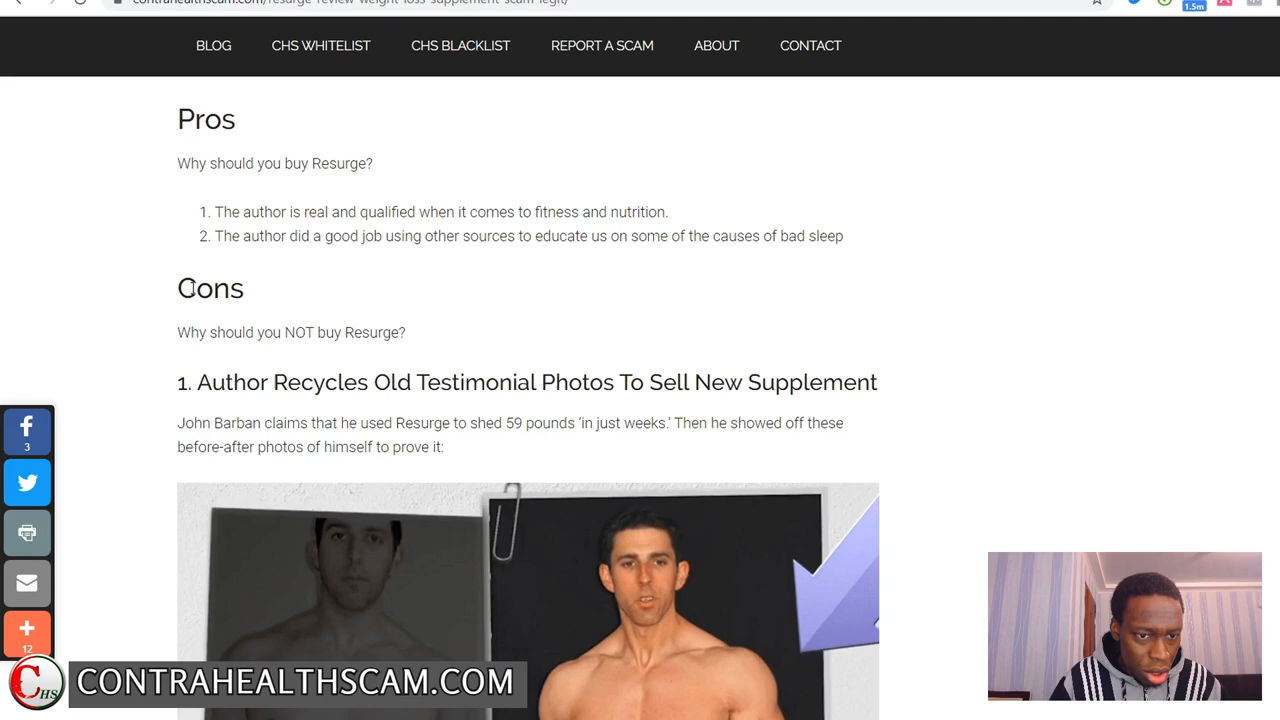 contrahealthscam.com/resurge-review-weight-loss-supplement-scam-legit/
1.5m
BLOG
CHS WHITELIST
CHS BLACKLIST
REPORT A SCAM
ABOUT
CONTACT
Pros
Why should you buy Resurge?
1. The author is real and qualified when it comes to fitness and nutrition.
2. The author did a good job using other sources to educate us on some of the causes of bad sleep
Cons
Why should you NOT buy Resurge?
1. Author Recycles Old Testimonial Photos To Sell New Supplement
John Barban claims that he used Resurge to shed 59 pounds ‘in just weeks.’ Then he showed off these
before-after photos of himself to prove it:
3
12
CHS
CONTRAHEALTHSCAM.COM